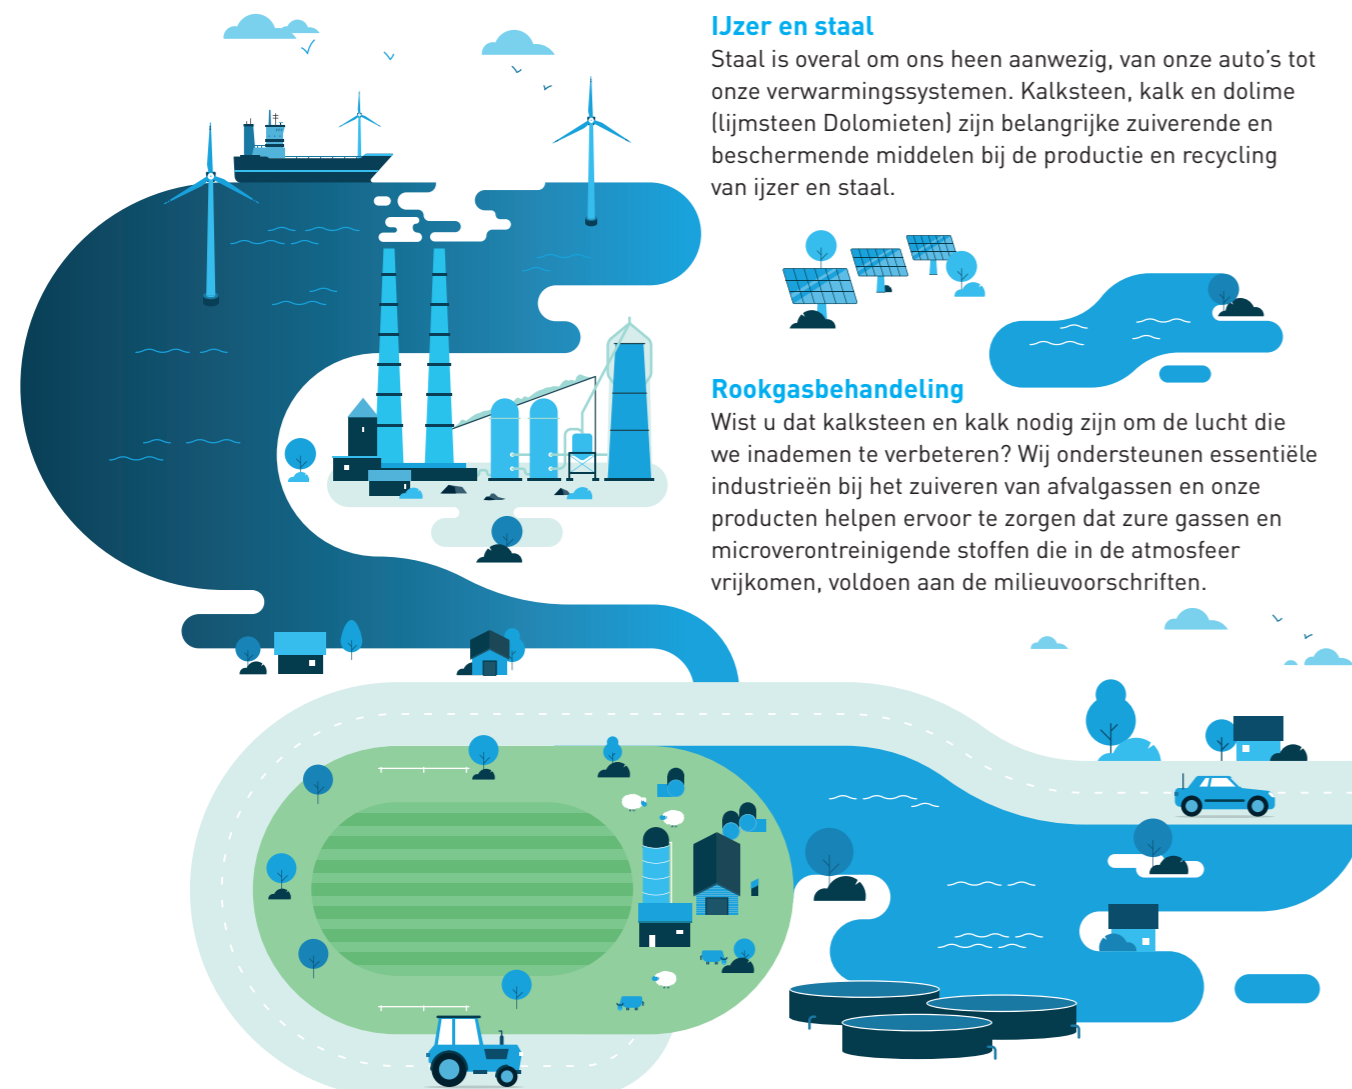 IJzer en staal
Staal is overal om ons heen aanwezig, van onze auto's tot
onze verwarmingssystemen. Kalksteen, kalk en dolime
(lijmsteen Dolomieten) zijn belangrijke zuiverende en
beschermende middelen bij de productie en recycling
van ijzer en staal.
Rookgasbehandeling
Wist u dat kalksteen en kalk nodig zijn om de lucht die
we inademen te verbeteren? Wij ondersteunen essentiële
industrieën bij het zuiveren van afvalgassen en onze
producten helpen ervoor te zorgen dat zure gassen en
microverontreinigende stoffen die in de atmosfeer
vrijkomen, voldoen aan de milieuvoorschriften.